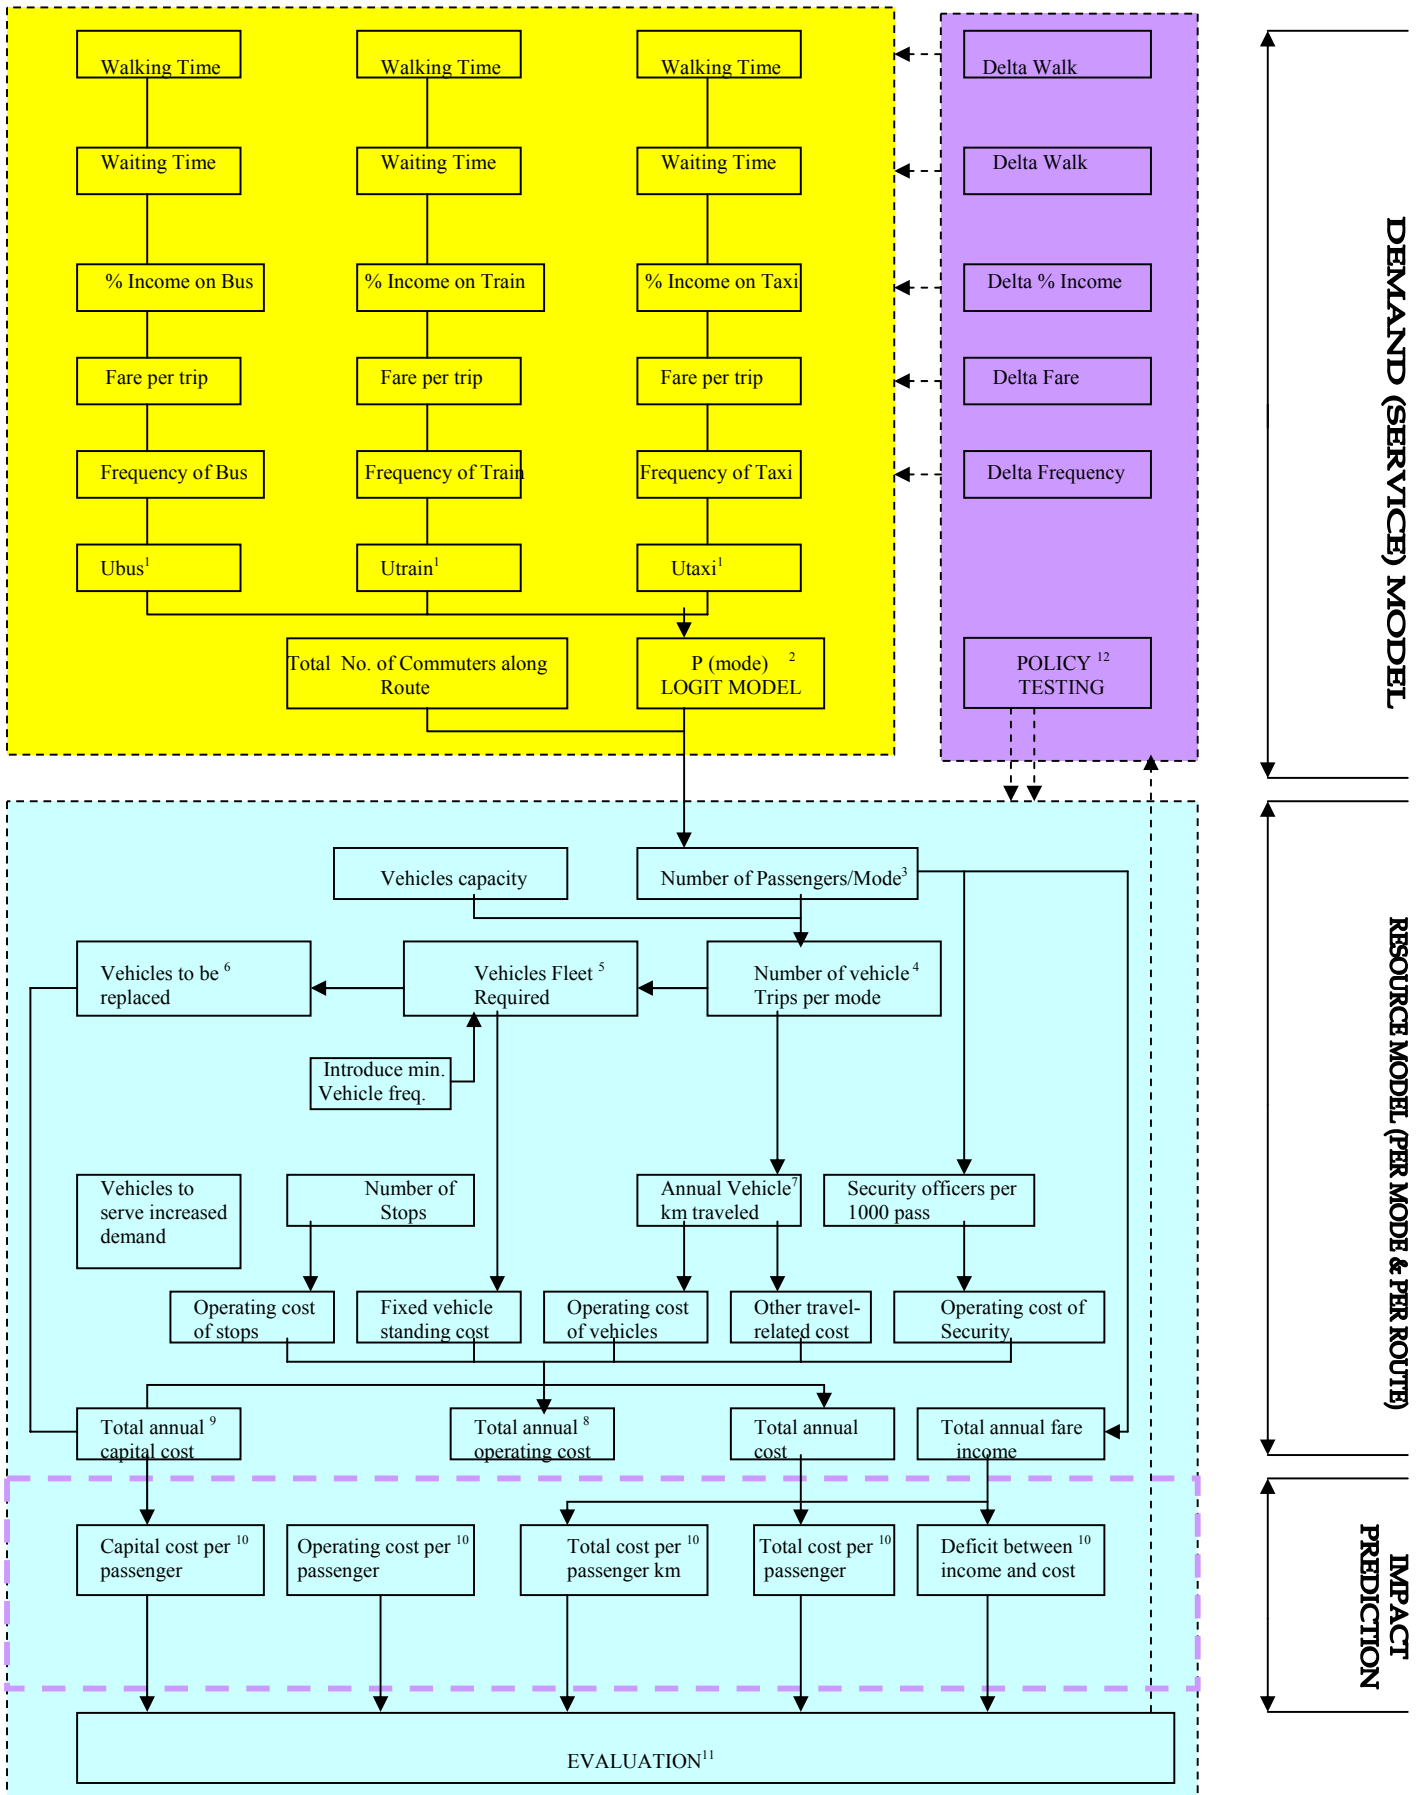 Walking Time
Walking Time
Walking Time
Delta Walk
Waiting Time
Waiting Time
Waiting Time
Delta Walk
% Income on Bus
% Income on Train
% Income on Taxi
Delta % Income
Fare per trip
Fare per trip
Fare per trip
Delta Fare
Frequency of Bus
Frequency of Train
Frequency of Taxi
Delta Frequency
Ubus1
Utrain1
Utaxi1
Total No. of Commuters along
Route
P (mode) 2
LOGIT MODEL
POLICY 12
TESTING
DEMAND (SERVICE) MODEL
Vehicles capacity
Number of Passengers/Mode3
Vehicles to be 6
replaced
Vehicles Fleet 5
Required
Number of vehicle 4
Trips per mode
Introduce min.
Vehicle freq.
Vehicles to
serve increased
demand
Number of
Stops
Annual Vehicle7
km traveled
Security officers per
1000 pass
Operating cost
of stops
Fixed vehicle
standing cost
Operating cost
of vehicles
Other travel-
related cost
Operating cost of
Security
Total annual 9
capital cost
Total annual 8
operating cost
Total annual
cost
Total annual fare
income
RESOURCE MODEL (PER MODE & PER ROUTE)
Capital cost per 10
passenger
Operating cost per 10
passenger
Total cost per 10
passenger km
Total cost per 10
passenger
Deficit between 10
income and cost
IMPACT
PREDICTION
EVALUATION11